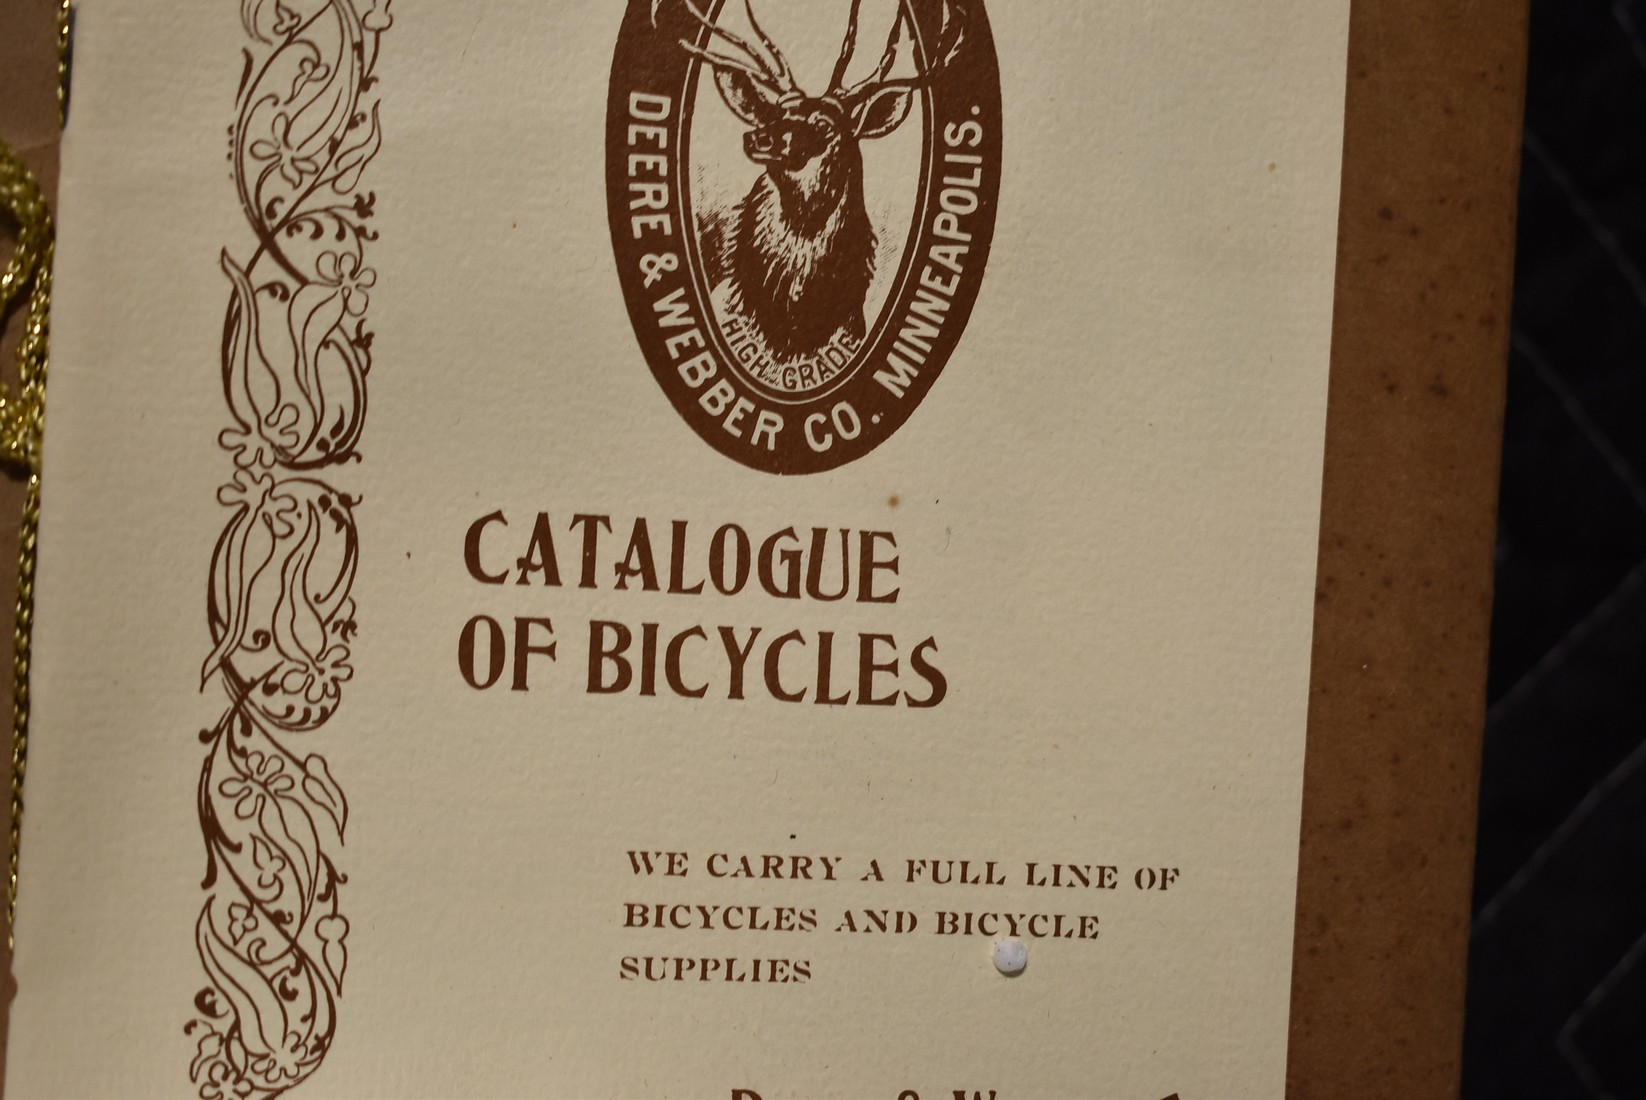 DEERE & WEBBER CO. MINNEAPOLIS.
HIGH GRADE
CATALOGUE
OF BICYCLES
WE CARRY A FULL LINE OF
BICYCLES AND BICYCLE
SUPPLIES